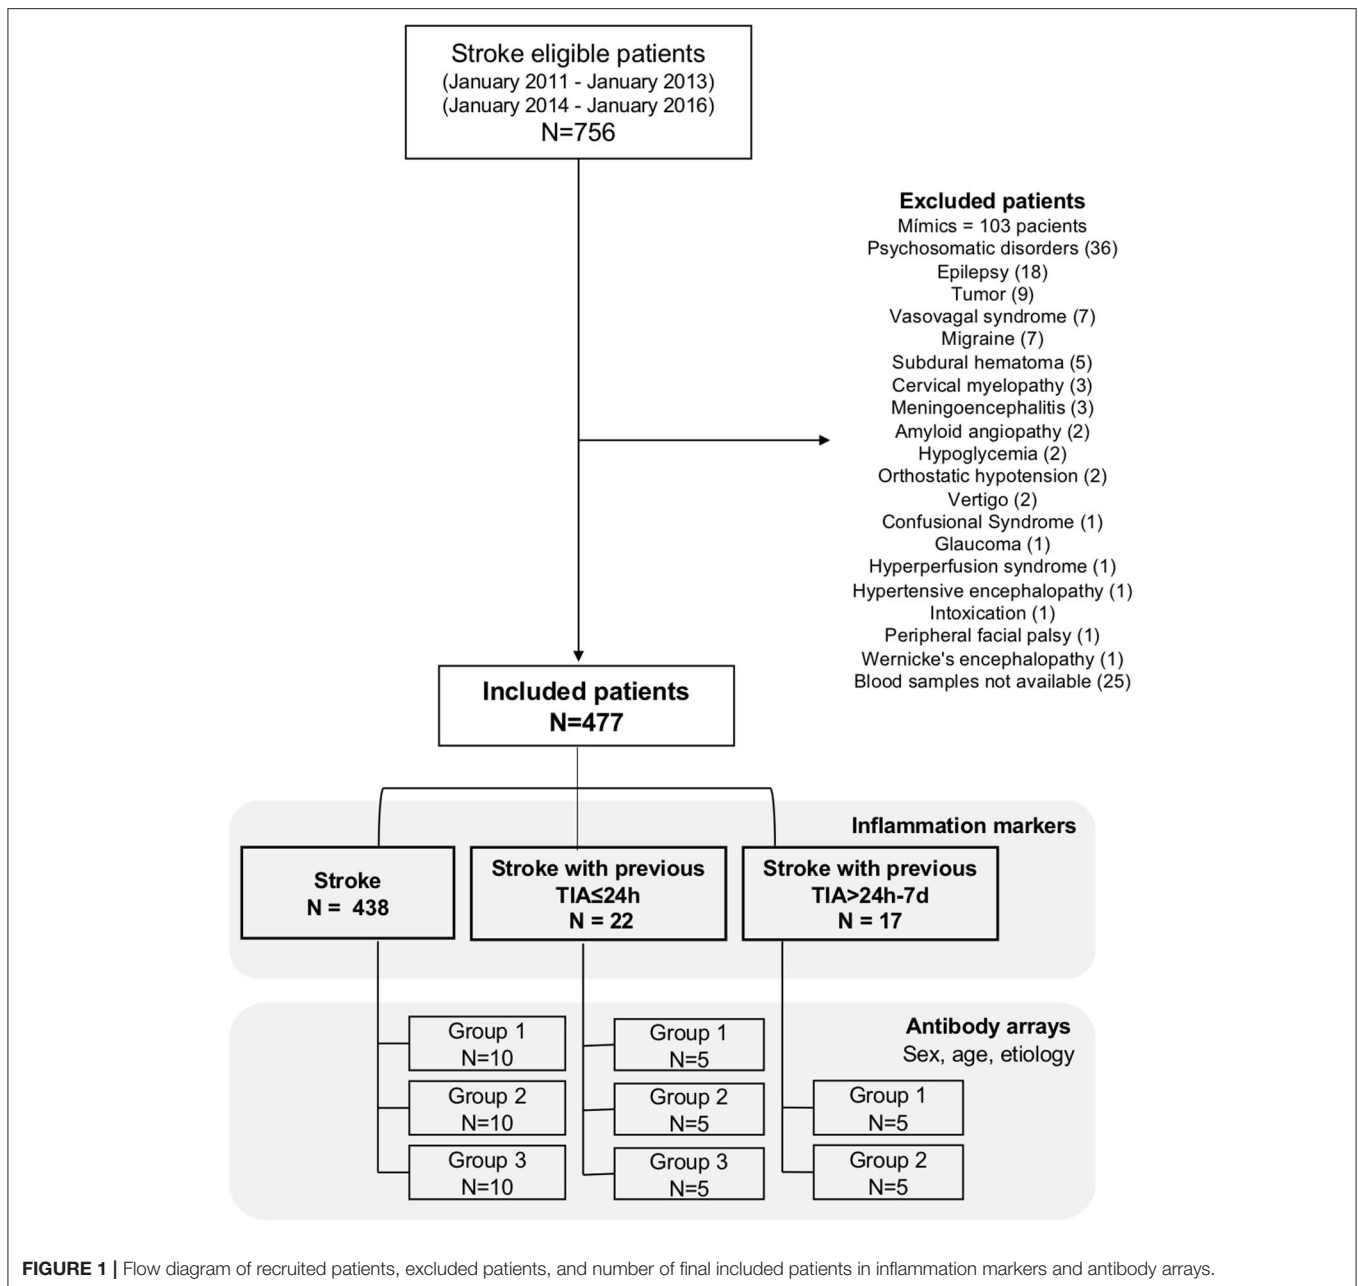 Stroke eligible patients
(January 2011 - January 2013)
(January 2014 - January 2016)
N=756
Excluded patients
Mímics = 103 pacients
Psychosomatic disorders (36)
Epilepsy (18)
Tumor (9)
Vasovagal syndrome (7)
Migraine (7)
Subdural hematoma (5)
Cervical myelopathy (3)
Meningoencephalitis (3)
Amyloid angiopathy (2)
Hypoglycemia (2)
Orthostatic hypotension (2)
Vertigo (2)
Confusional Syndrome (1)
Glaucoma (1)
Hyperperfusion syndrome (1)
Hypertensive encephalopathy (1)
Intoxication (1)
Peripheral facial palsy (1)
Wernicke's encephalopathy (1)
Blood samples not available (25)
Included patients
N=477
Inflammation markers
Stroke
N = 438
Stroke with previous
TIA≤24h
N = 22
Stroke with previous
TIA>24h-7d
N = 17
Antibody arrays
Sex, age, etiology
Group 1
N=10
Group 2
N=10
Group 3
N=10
Group 1
N=5
Group 2
N=5
Group 3
N=5
Group 1
N=5
Group 2
N=5
FIGURE 1 | Flow diagram of recruited patients, excluded patients, and number of final included patients in inflammation markers and antibody arrays.